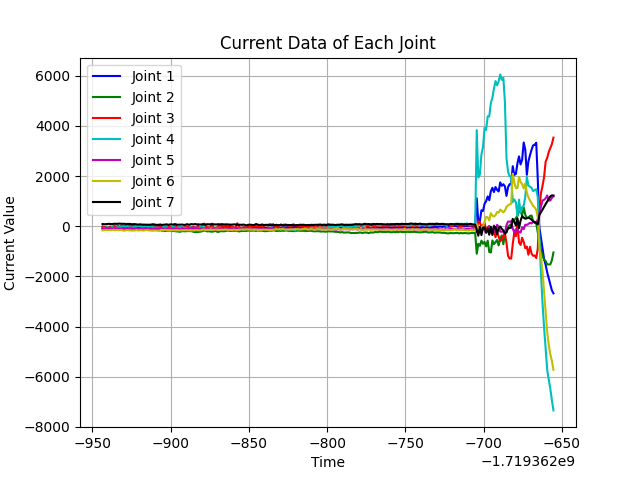 Current Data of Each Joint
6000
4000
2000
0
−2000
−4000
−6000
−8000
Current Value
Joint 1
Joint 2
Joint 3
Joint 4
Joint 5
Joint 6
Joint 7
−950 −900 −850 −800 −750 −700 −650
Time
−1.719362e9